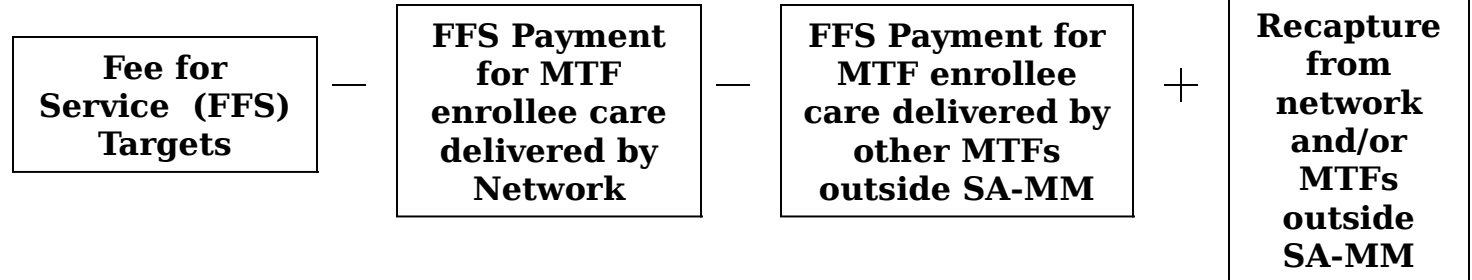 Fee for
Service (FFS)
Targets
—
FFS Payment
for MTF
enrollee care
delivered by
Network
—
FFS Payment for
MTF enrollee
care delivered by
other MTFs
outside SA-MM
+
Recapture
from
network
and/or
MTFs
outside
SA-MM